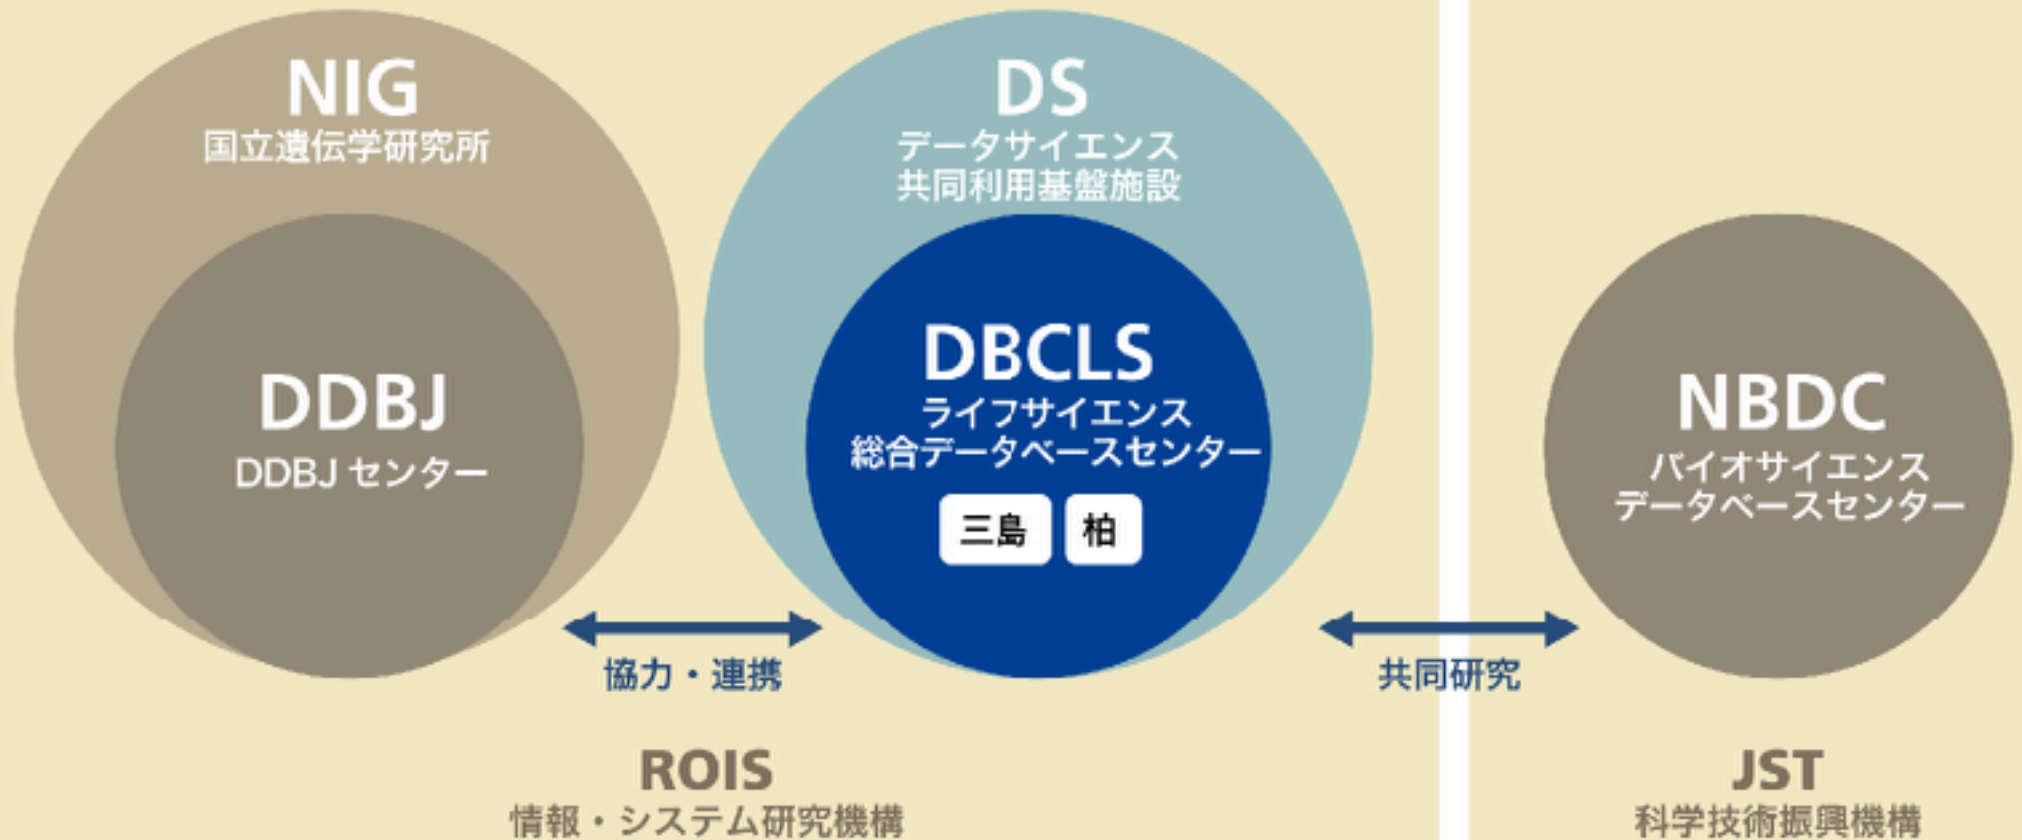 NIG
国立遺伝学研究所
DDBJ
DDBJ センター
DS
データサイエンス
共同利用基盤施設
DBCLS
ライフサイエンス
総合データベースセンター
三島 柏
NBDC
バイオサイエンス
データベースセンター
協力・連携
共同研究
ROIS
情報・システム研究機構
JST
科学技術振興機構